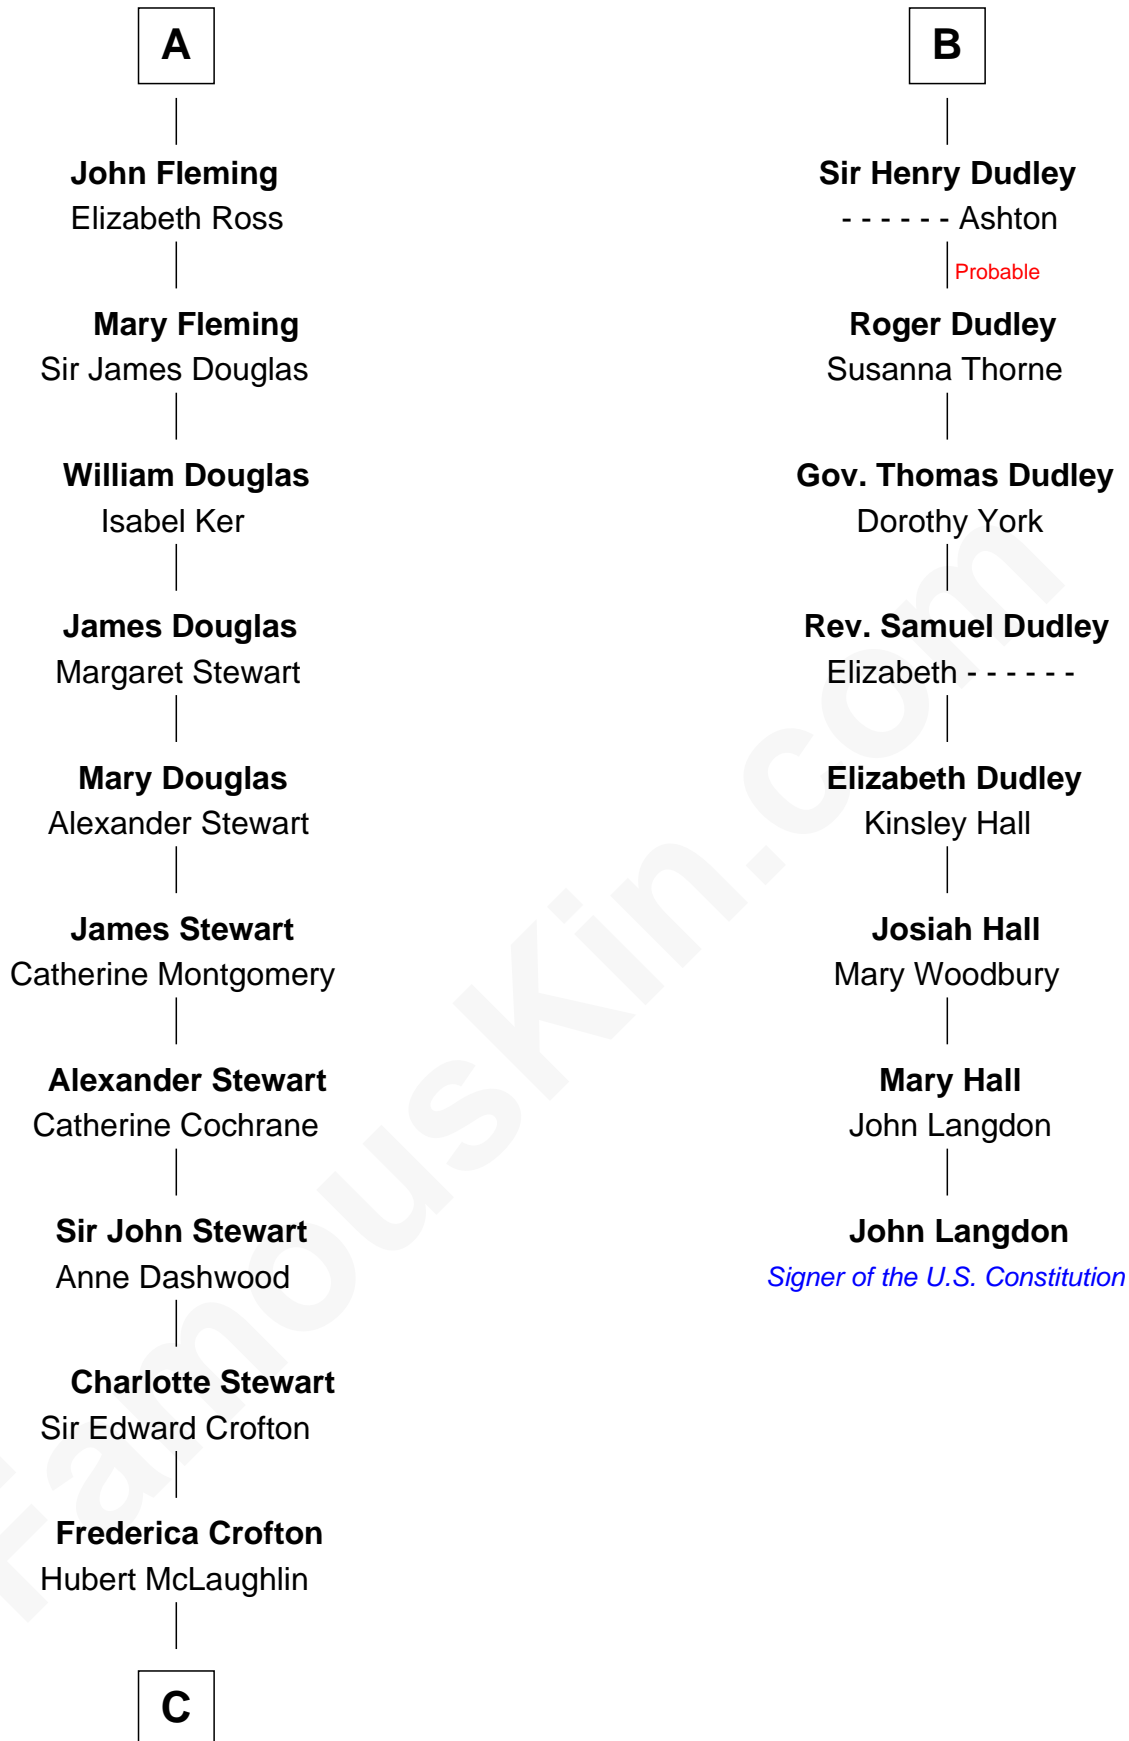 A
John Fleming
Elizabeth Ross
Mary Fleming
Sir James Douglas
William Douglas
Isabel Ker
James Douglas
Margaret Stewart
Mary Douglas
Alexander Stewart
James Stewart
Catherine Montgomery
Alexander Stewart
Catherine Cochrane
Sir John Stewart
Anne Dashwood
Charlotte Stewart
Sir Edward Crofton
Frederica Crofton
Hubert McLaughlin
C
B
Sir Henry Dudley
- - - - - - Ashton
Probable
Roger Dudley
Susanna Thorne
Gov. Thomas Dudley
Dorothy York
Rev. Samuel Dudley
Elizabeth - - - - - -
Elizabeth Dudley
Kinsley Hall
Josiah Hall
Mary Woodbury
Mary Hall
John Langdon
John Langdon
Signer of the U.S. Constitution
FamousKin.com